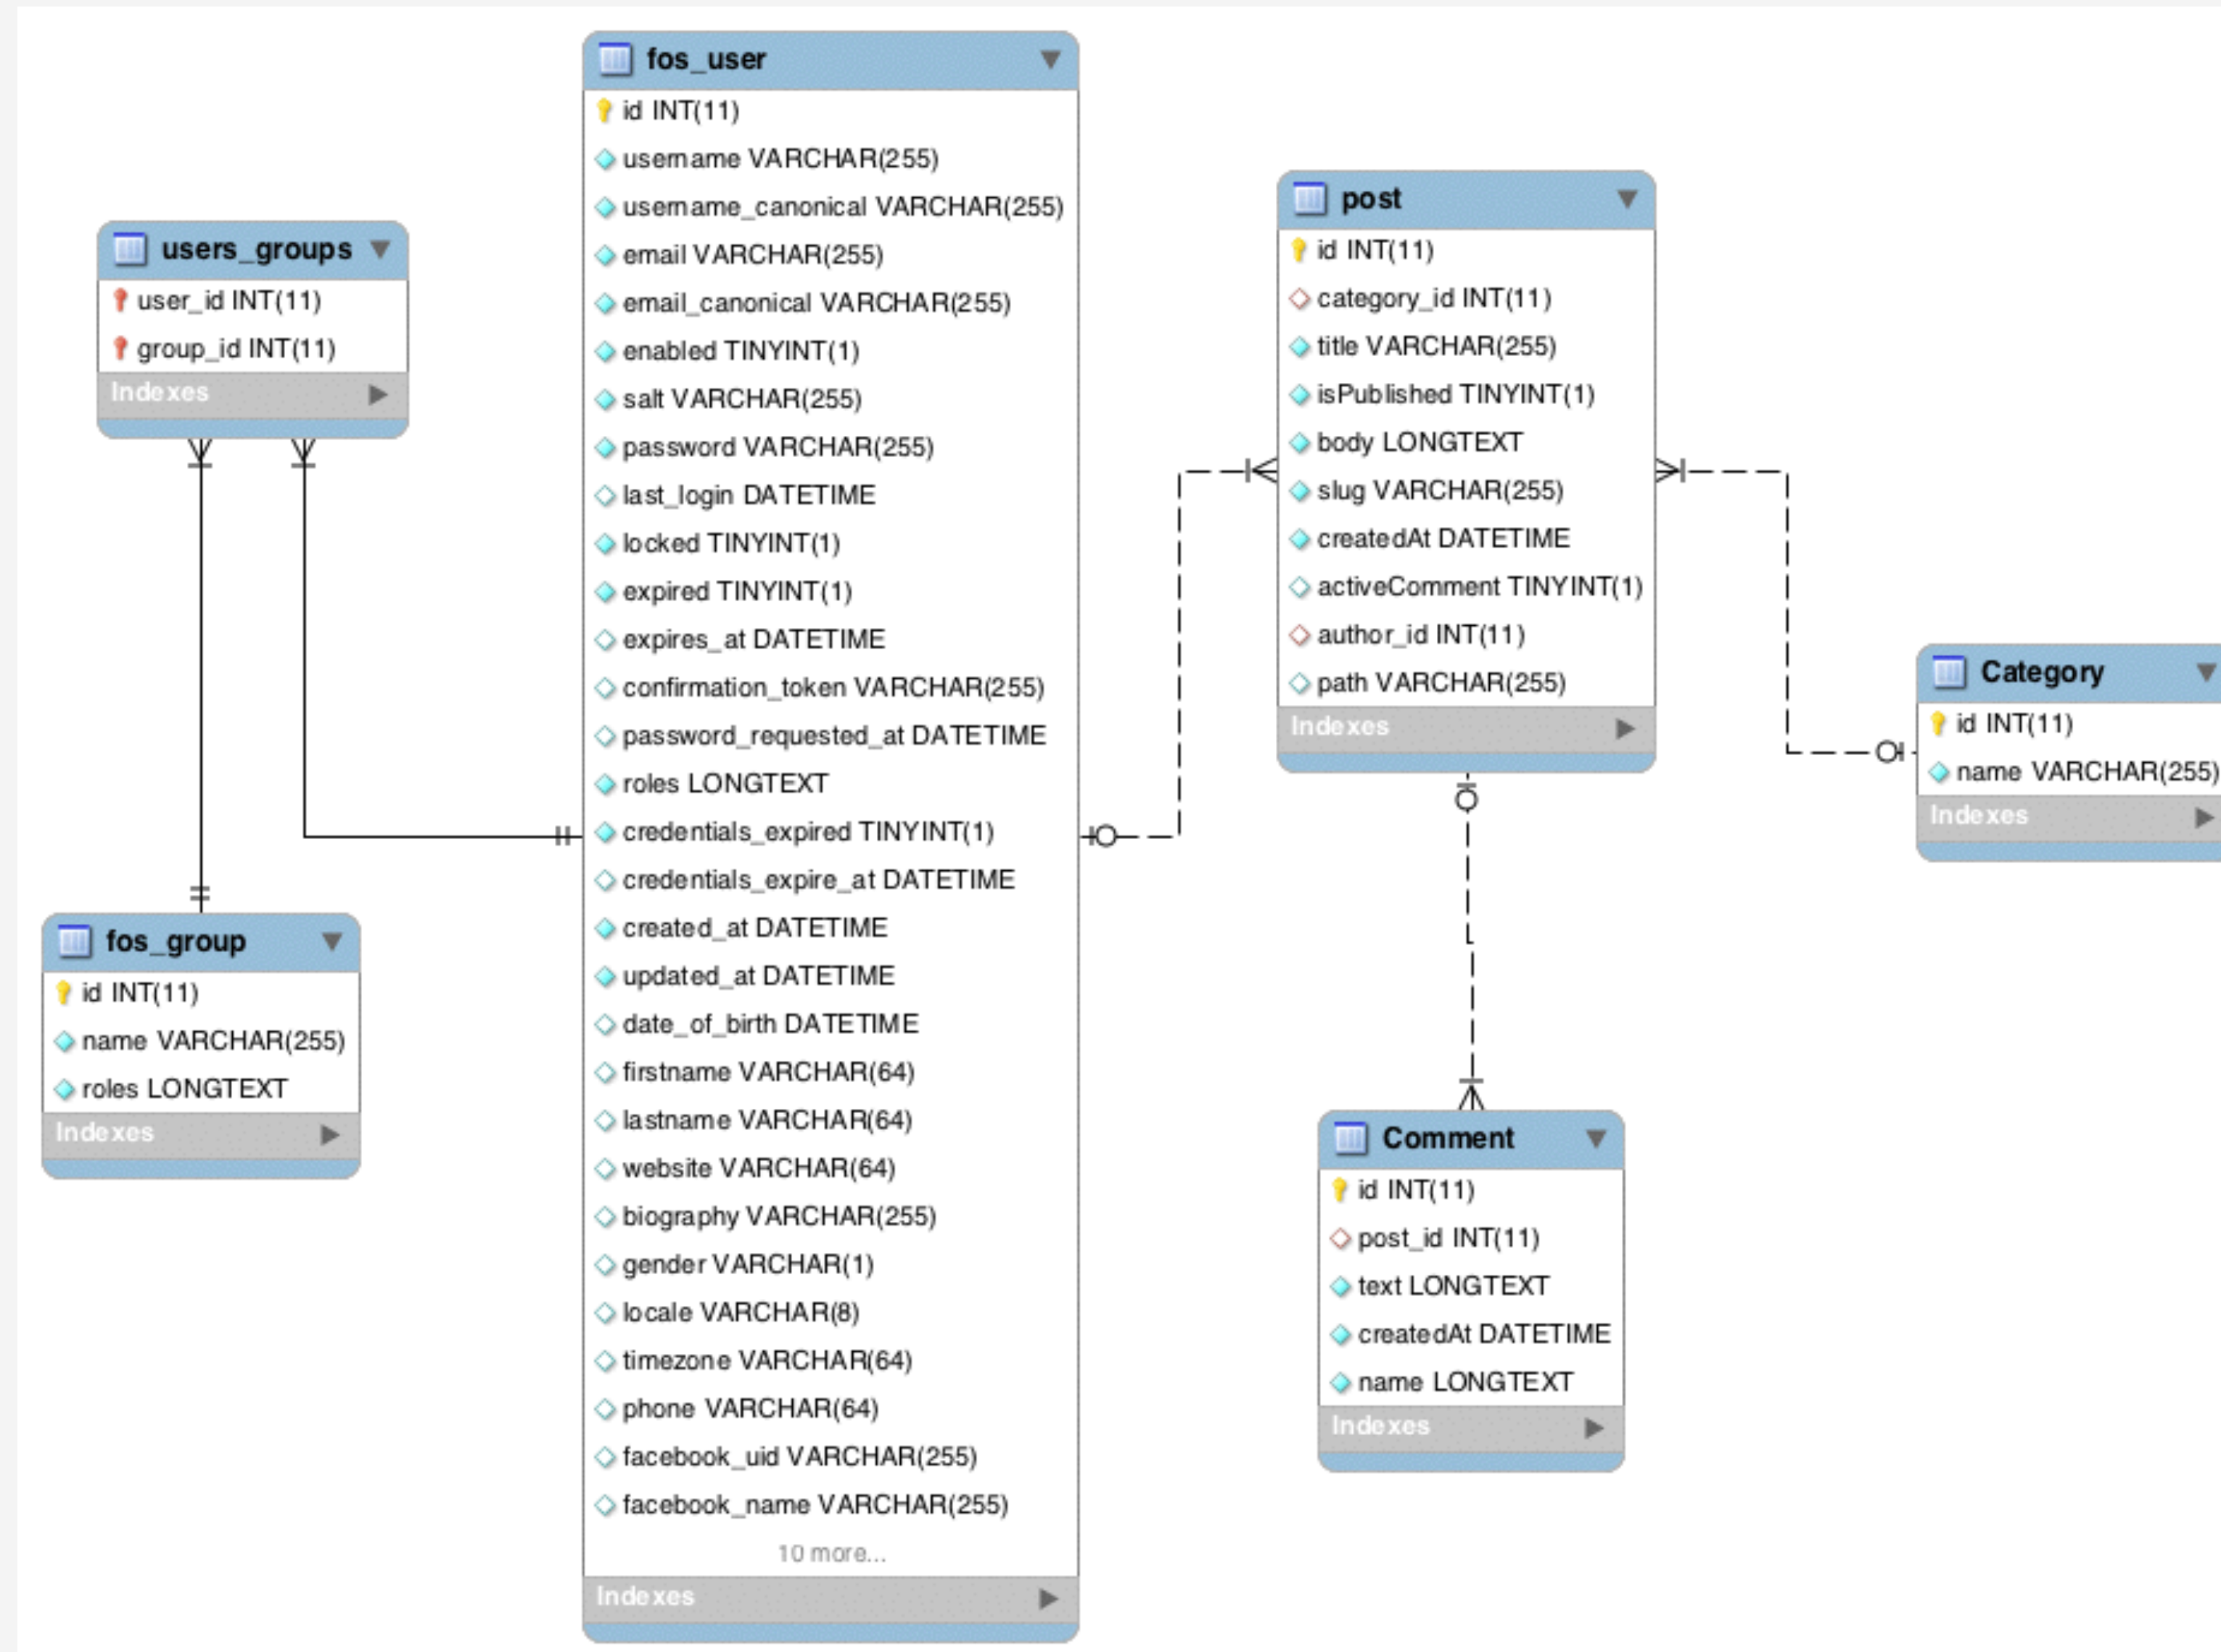 users_groups
user_id INT(11)
group_id INT(11)
Indexes
fos_group
id INT(11)
name VARCHAR(255)
roles LONGTEXT
Indexes
fos_user
id INT(11)
username VARCHAR(255)
username_canonical VARCHAR(255)
email VARCHAR(255)
email_canonical VARCHAR(255)
enabled TINYINT(1)
salt VARCHAR(255)
password VARCHAR(255)
last_login DATETIME
locked TINYINT(1)
expired TINYINT(1)
expires_at DATETIME
confirmation_token VARCHAR(255)
password_requested_at DATETIME
roles LONGTEXT
credentials_expired TINYINT(1)
credentials_expire_at DATETIME
created_at DATETIME
updated_at DATETIME
date_of_birth DATETIME
firstname VARCHAR(64)
lastname VARCHAR(64)
website VARCHAR(64)
biography VARCHAR(255)
gender VARCHAR(1)
locale VARCHAR(8)
timezone VARCHAR(64)
phone VARCHAR(64)
facebook_uid VARCHAR(255)
facebook_name VARCHAR(255)
10 more...
Indexes
post
id INT(11)
category_id INT(11)
title VARCHAR(255)
isPublished TINYINT(1)
body LONGTEXT
slug VARCHAR(255)
createdAt DATETIME
activeComment TINYINT(1)
author_id INT(11)
path VARCHAR(255)
Indexes
Comment
id INT(11)
post_id INT(11)
text LONGTEXT
createdAt DATETIME
name LONGTEXT
Indexes
Category
id INT(11)
name VARCHAR(255)
Indexes